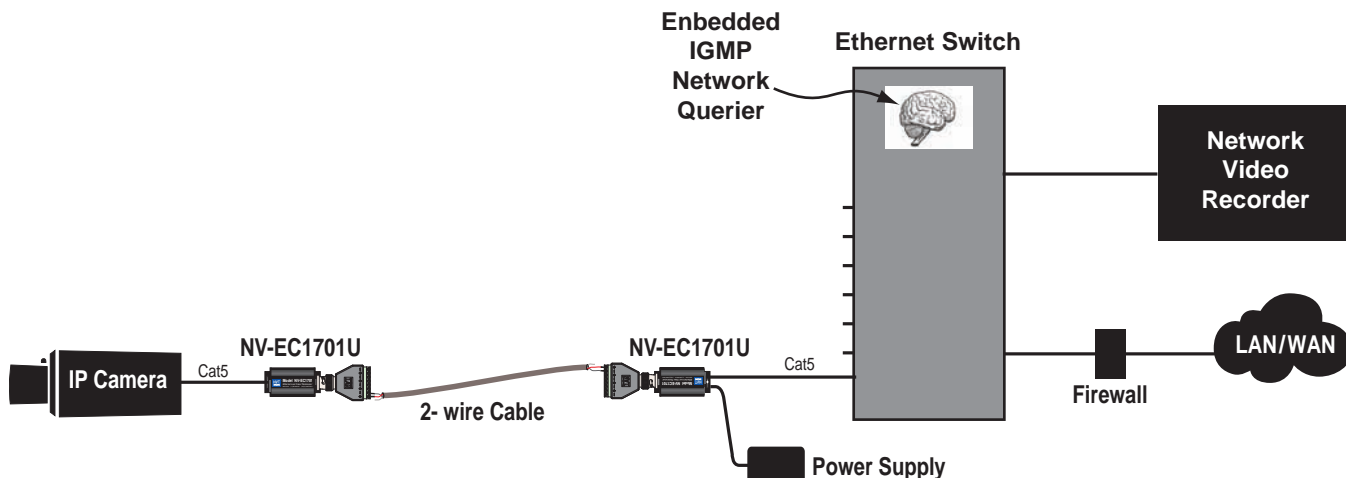 Enbedded
IGMP
Network
Querier
Ethernet Switch
Network
Video
Recorder
NV-EC1701U
NV-EC1701U
IP Camera
Cat5
2- wire Cable
Cat5
Firewall
LAN/WAN
Power Supply